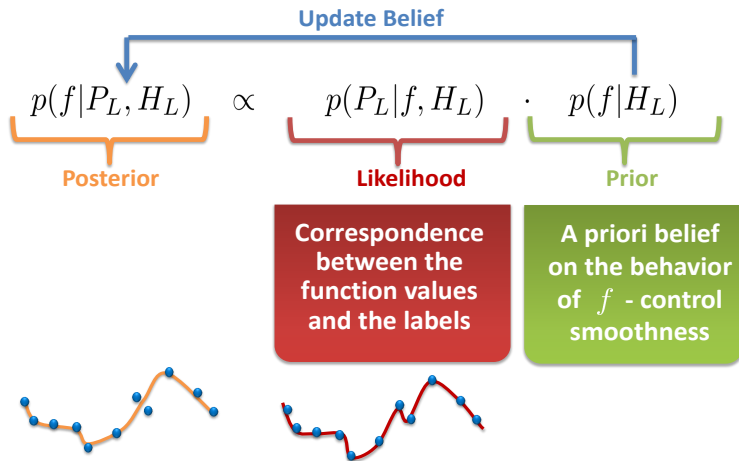 Update Belief
p(f|P_L, H_L) ∝ p(P_L|f, H_L) · p(f|H_L)
Posterior Likelihood Prior
Correspondence
between the
function values
and the labels
A priori belief
on the behavior
of f - control
smoothness